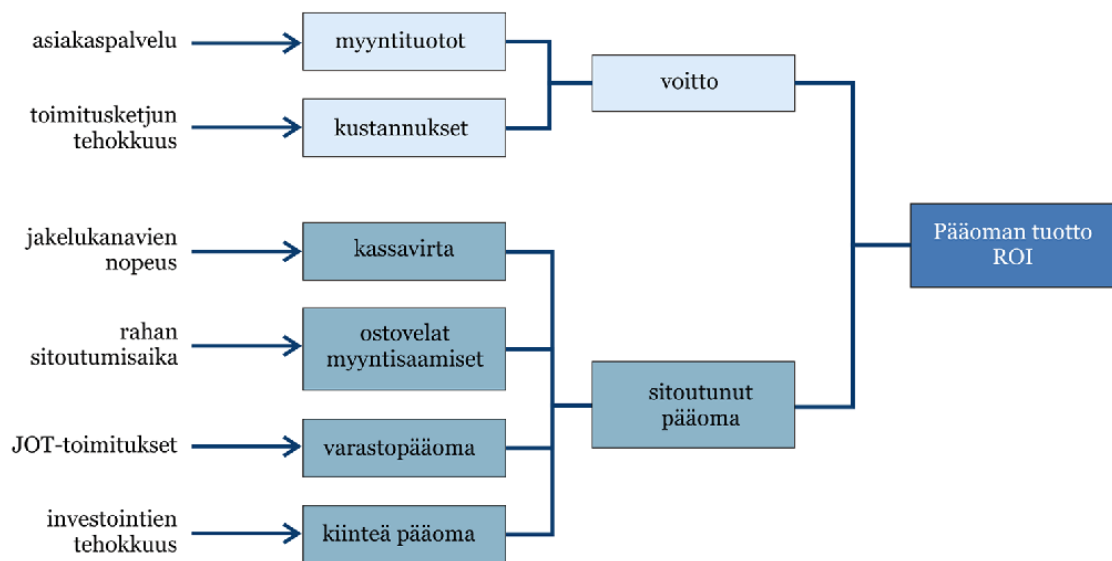 asiakaspalvelu
myyntituotot
voitto
toimitusketjun
tehokkuus
kustannukset
jakelukanavien
nopeus
kassavirta
Pääoman tuotto
ROI
rahan
sitoutumisaika
ostovelat
myyntisaamiset
sitoutunut
pääoma
JOT-toimitukset
varastopääoma
investointien
tehokkuus
kiinteä pääoma